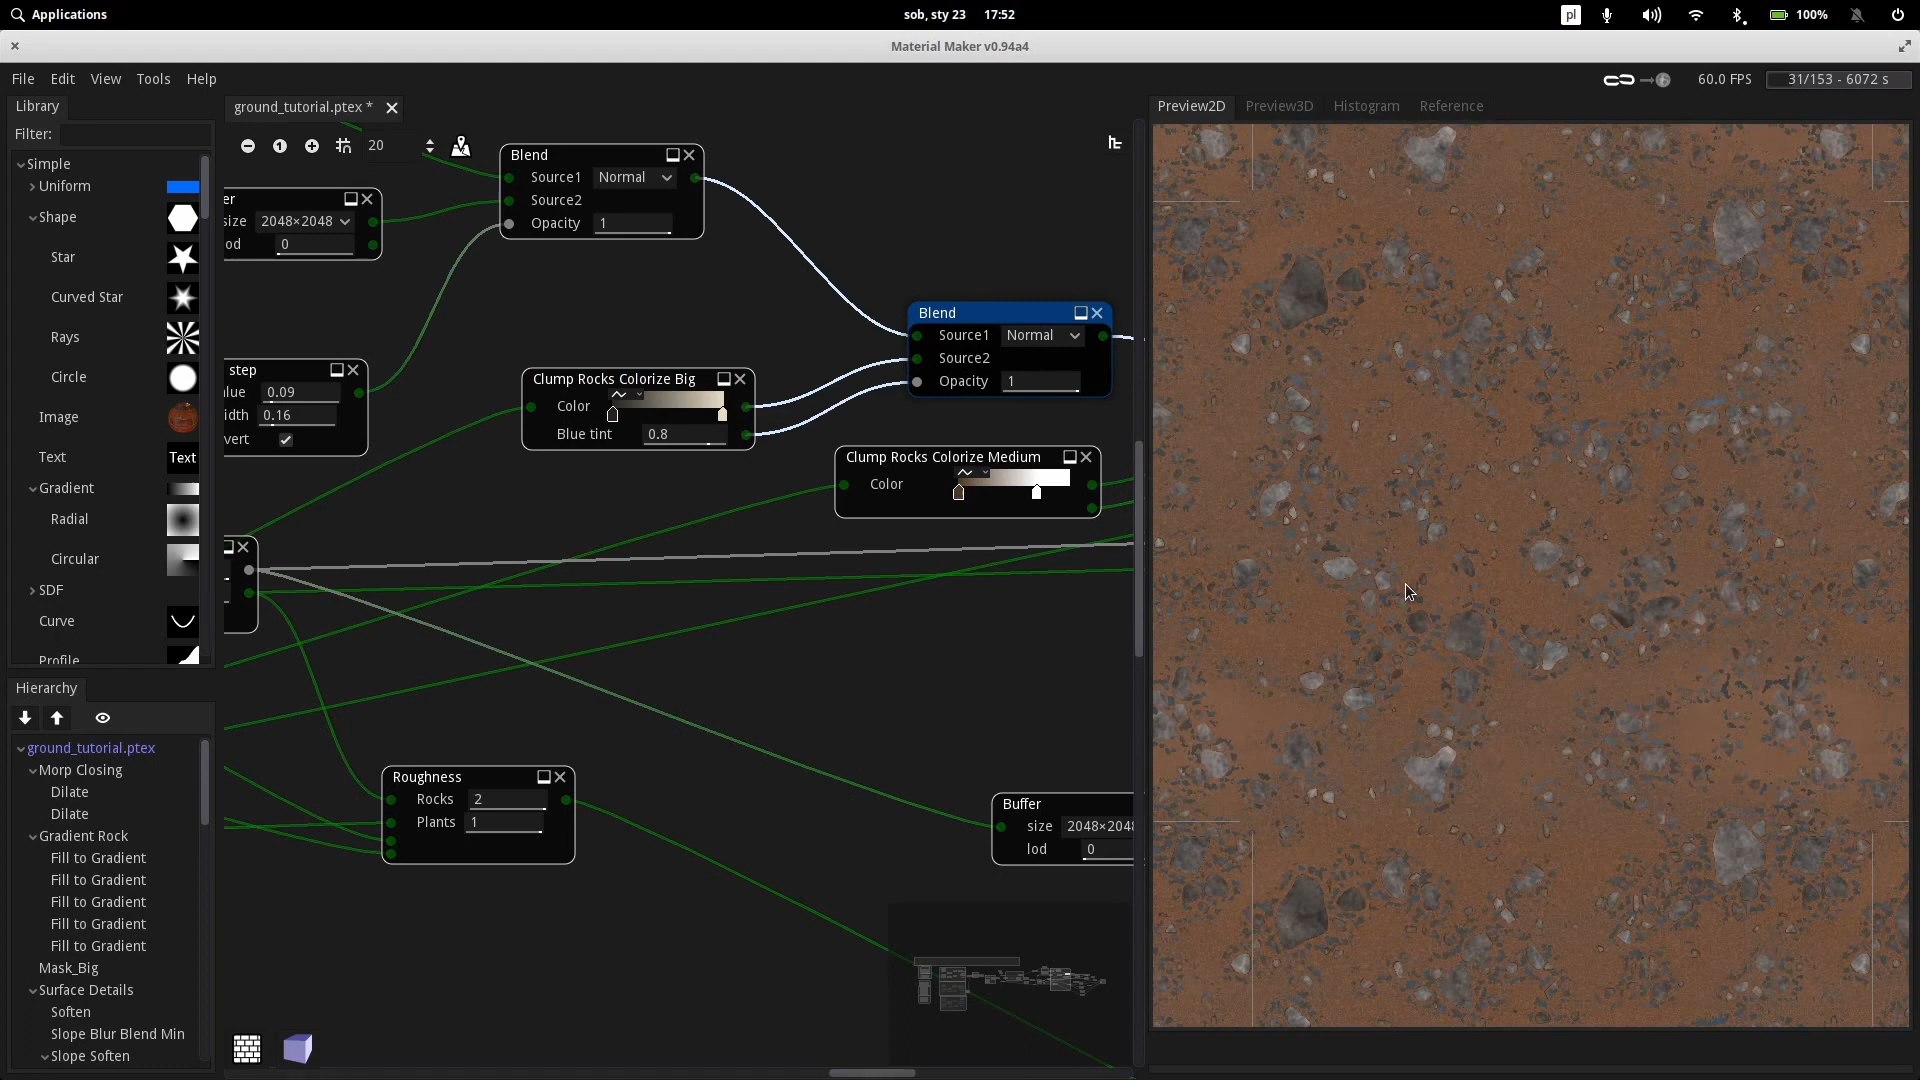 Applications
sob, sty 23 17:52
pl
100%
Material Maker v0.94a4
File Edit View Tools Help
60.0 FPS
31/153 - 6072 s
Library
Filter:
Simple
Uniform
Shape
Star
Curved Star
Rays
Circle
Image
Text
Text
Gradient
Radial
Circular
SDF
Curve
Profile
Hierarchy
ground_tutorial.ptex
Morp Closing
Dilate
Dilate
Gradient Rock
Fill to Gradient
Fill to Gradient
Fill to Gradient
Fill to Gradient
Fill to Gradient
Mask_Big
Surface Details
Soften
Slope Blur Blend Min
Slope Soften
ground_tutorial.ptex *
1
20
er
size 2048×2048
od 0
Blend
Source1 Normal
Source2
Opacity 1
step
lue 0.09
idth 0.16
vert
Clump Rocks Colorize Big
Color
Blue tint 0.8
Blend
Source1 Normal
Source2
Opacity 1
Clump Rocks Colorize Medium
Color
Roughness
Rocks 2
Plants 1
Buffer
size 2048×2048
lod 0
Preview2D Preview3D Histogram Reference